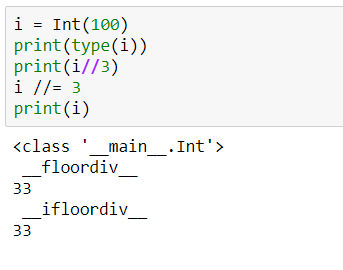 i = Int(100)
print(type(i))
print(i//3)
i //= 3
print(i)
<class '__main__.Int'>
 __floordiv__
33
 __ifloordiv__
33